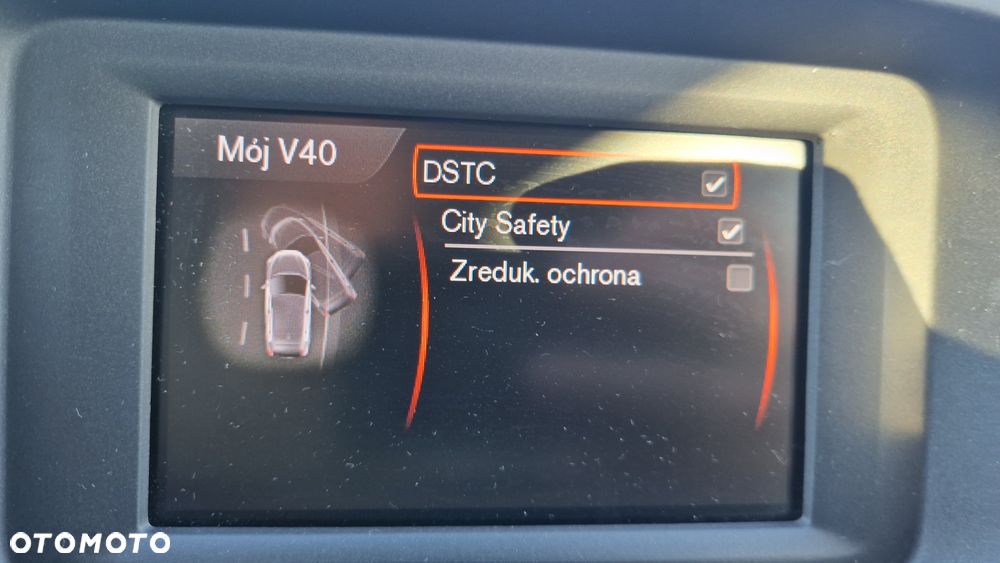 Mój V40
DSTC
City Safety
Zreduk. ochrona
OTOMOTO